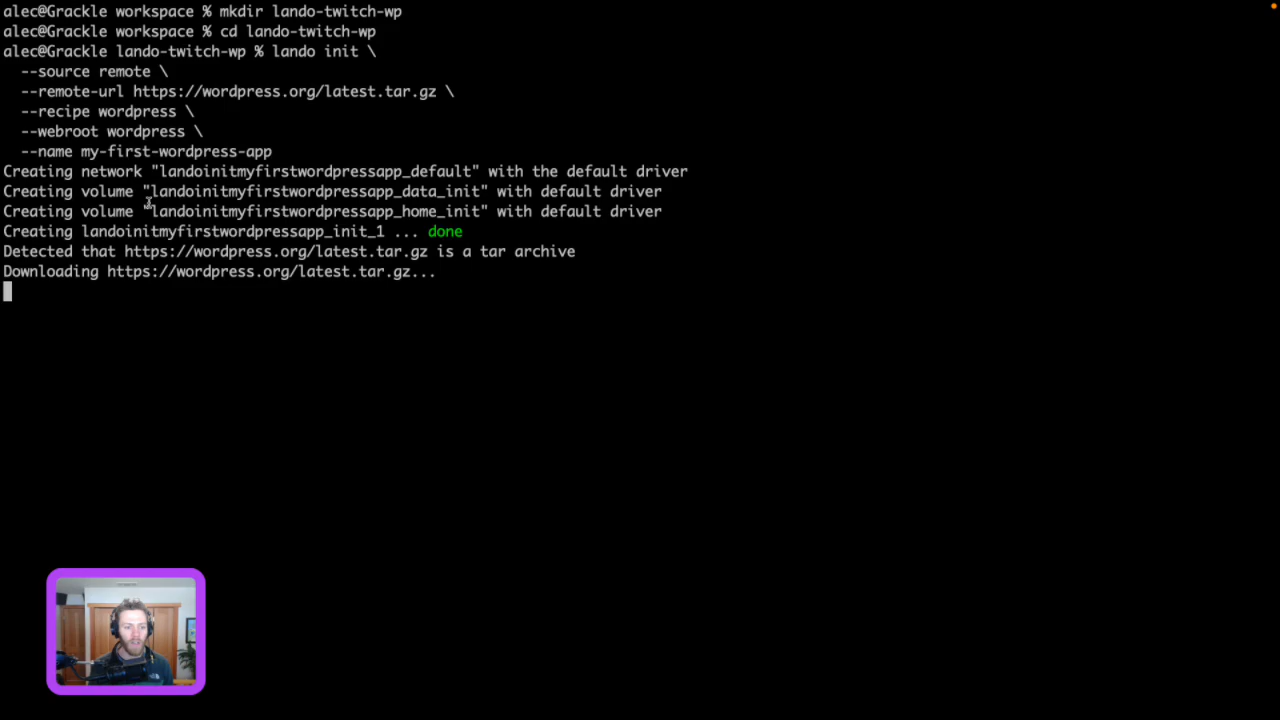 alec@Grackle workspace % mkdir lando-twitch-wp
alec@Grackle workspace % cd lando-twitch-wp
alec@Grackle lando-twitch-wp % lando init \
  --source remote \
  --remote-url https://wordpress.org/latest.tar.gz \
  --recipe wordpress \
  --webroot wordpress \
  --name my-first-wordpress-app
Creating network "landoinitmyfirstwordpressapp_default" with the default driver
Creating volume "landoinitmyfirstwordpressapp_data_init" with default driver
Creating volume "landoinitmyfirstwordpressapp_home_init" with default driver
Creating landoinitmyfirstwordpressapp_init_1 ... done
Detected that https://wordpress.org/latest.tar.gz is a tar archive
Downloading https://wordpress.org/latest.tar.gz...